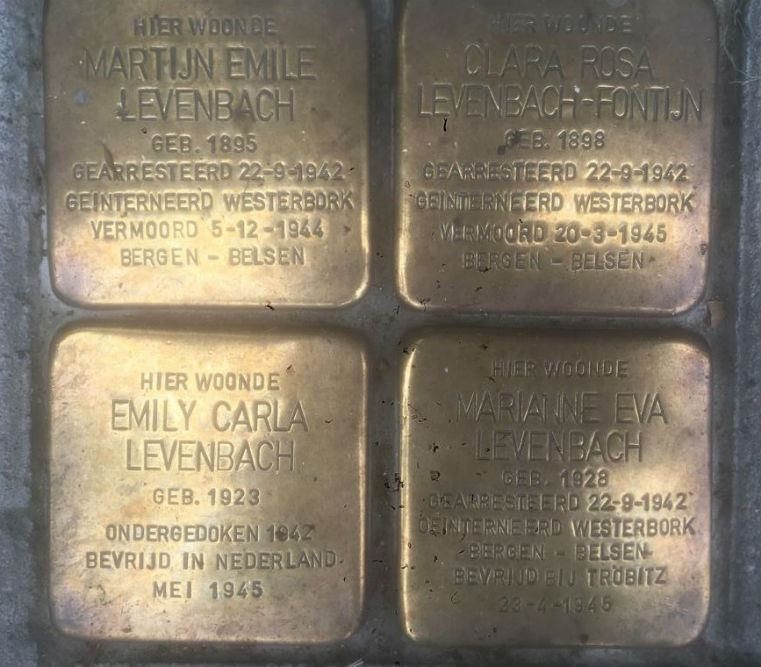 HIER WOONDE
MARTIJN EMILE
LEVENBACH
GEB. 1895
GEARRESTEERD 22-9-1942
GEINTERNEERD WESTERBORK
VERMOORD 5-12-1944
BERGEN - BELSEN
HIER WOONDE
CLARA ROSA
LEVENBACH-FONTIJN
GEB. 1898
GEARRESTEERD 22-9-1942
GEINTERNEERD WESTERBORK
VERMOORD 20-3-1945
BERGEN - BELSEN
HIER WOONDE
EMILY CARLA
LEVENBACH
GEB. 1923
ONDERGEDOKEN 1942
BEVRIJD IN NEDERLAND
MEI 1945
HIER WOONDE
MARIANNE EVA
LEVENBACH
GEB. 1928
GEARRESTEERD 22-9-1942
GEINTERNEERD WESTERBORK
BERGEN - BELSEN
BEVRIJD BIJ TRÖBITZ
23-4-1945